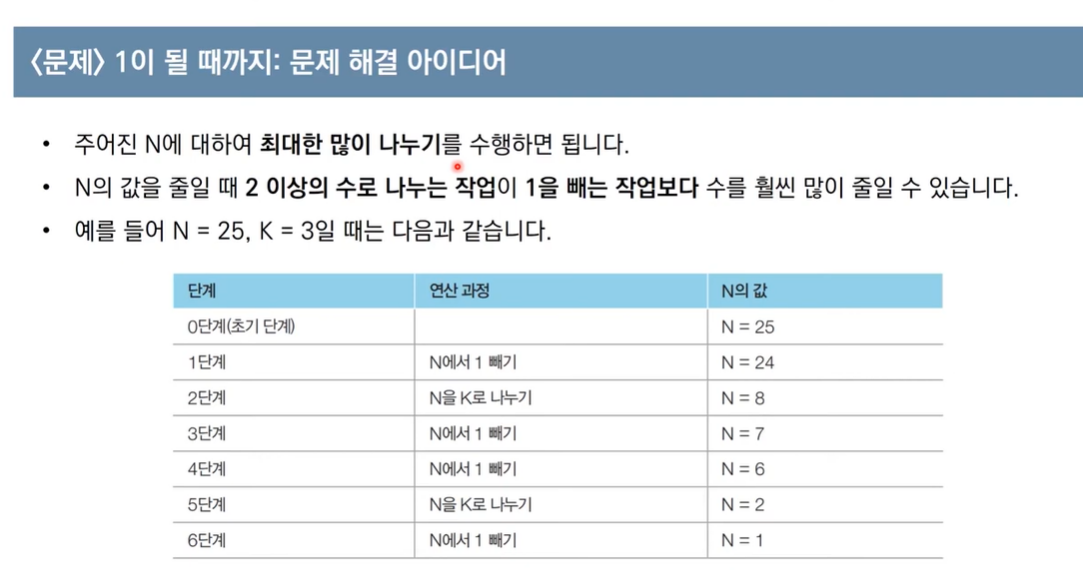 〈문제〉 1이 될 때까지: 문제 해결 아이디어
• 주어진 N에 대하여 최대한 많이 나누기를 수행하면 됩니다.
• N의 값을 줄일 때 2 이상의 수로 나누는 작업이 1을 빼는 작업보다 수를 훨씬 많이 줄일 수 있습니다.
• 예를 들어 N = 25, K = 3일 때는 다음과 같습니다.
단계 연산 과정 N의 값
0단계(초기 단계) N = 25
1단계 N에서 1 빼기 N = 24
2단계 N을 K로 나누기 N = 8
3단계 N에서 1 빼기 N = 7
4단계 N에서 1 빼기 N = 6
5단계 N을 K로 나누기 N = 2
6단계 N에서 1 빼기 N = 1